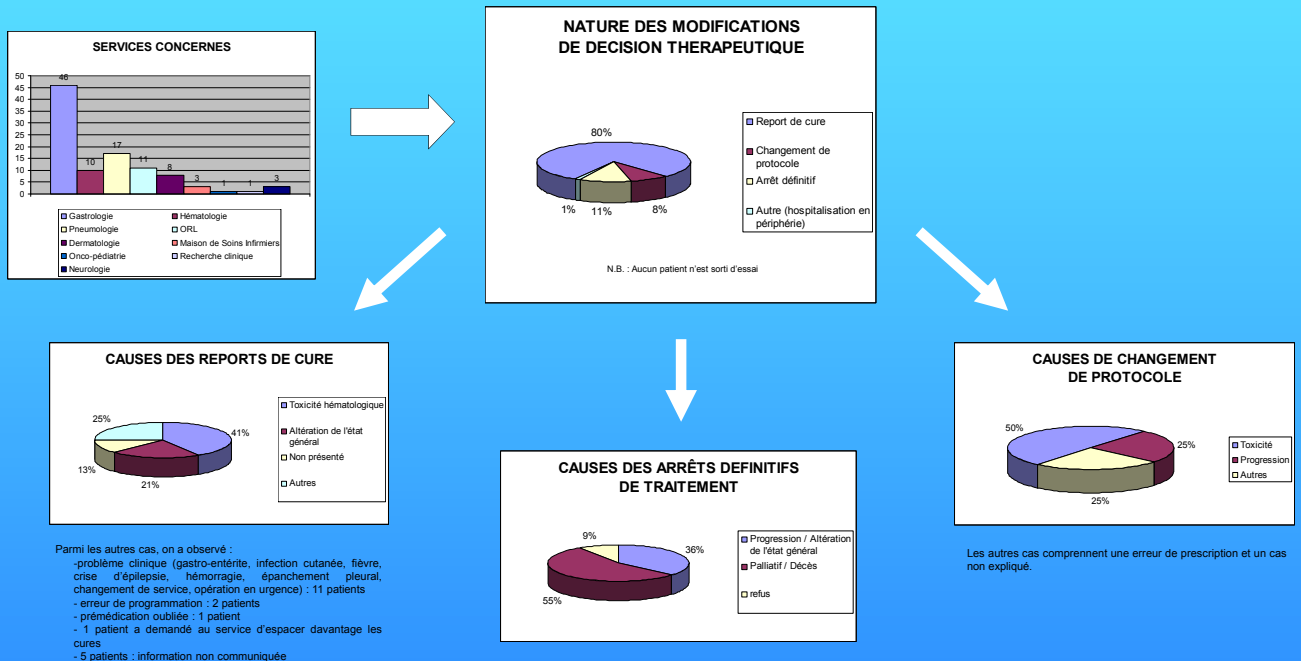 SERVICES CONCERNES
50
45
40
35
30
25
20
15
10
5
0
46
10
17
11
8
3
1
1
3
Gastrologie
Hématologie
Pneumologie
ORL
Dermatologie
Maison de Soins Infirmiers
Onco-pédiatrie
Recherche clinique
Neurologie
NATURE DES MODIFICATIONS
DE DECISION THERAPEUTIQUE
80%
1%
11%
8%
Report de cure
Changement de
protocole
Arrêt définitif
Autre (hospitalisation en
périphérie)
N.B. : Aucun patient n'est sorti d'essai
CAUSES DES REPORTS DE CURE
25%
41%
13%
21%
Toxicité hématologique
Altération de l'état
général
Non présenté
Autres
Parmi les autres cas, on a observé :
-problème clinique (gastro-entérite, infection cutanée, fièvre,
crise d'épilepsie, hémorragie, épanchement pleural,
changement de service, opération en urgence) : 11 patients
- erreur de programmation : 2 patients
- prémédication oubliée : 1 patient
- 1 patient a demandé au service d'espacer davantage les
cures
- 5 patients : information non communiquée
CAUSES DES ARRÊTS DEFINITIFS
DE TRAITEMENT
9%
36%
55%
Progression / Altération
de l'état général
Palliatif / Décès
refus
CAUSES DE CHANGEMENT
DE PROTOCOLE
50%
25%
25%
Toxicité
Progression
Autres
Les autres cas comprennent une erreur de prescription et un cas
non expliqué.